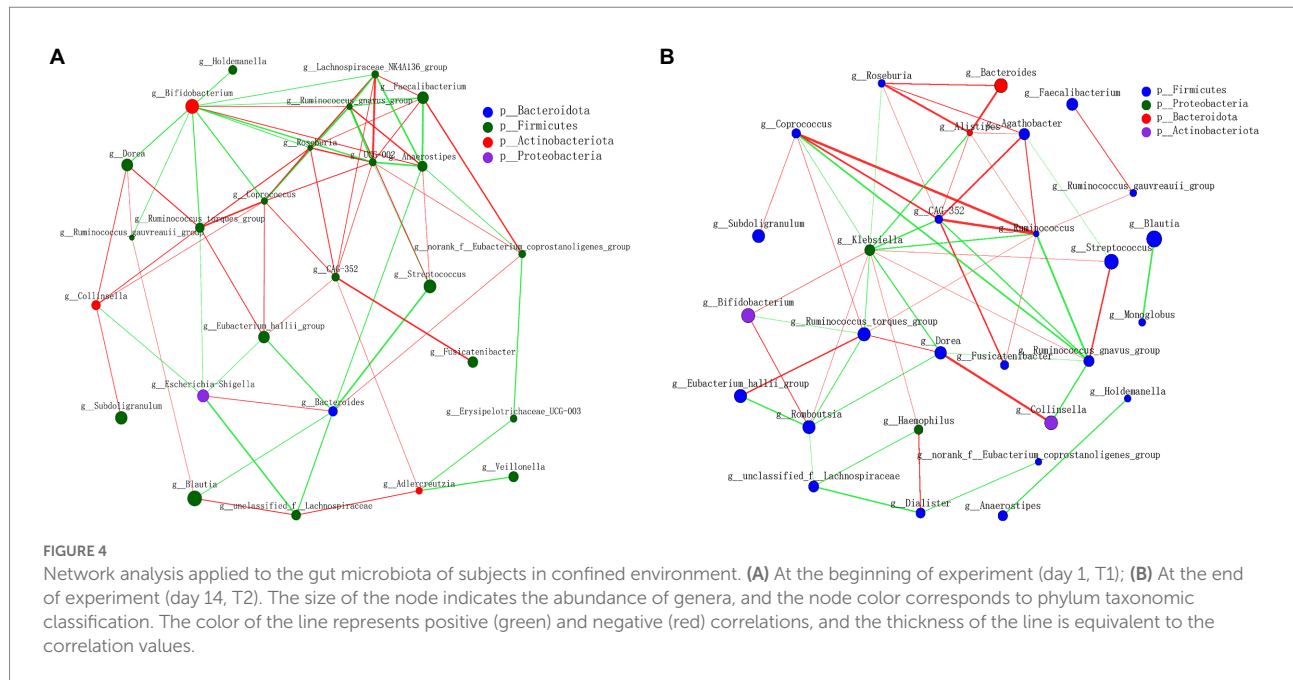 A
g__Holdemanella
g__Lachnospiraceae_NK4A136_group
g__Bifidobacterium
g__Faecalibacterium
g__Ruminococcus_gnavus_group
p__Bacteroidota
p__Firmicutes
p__Actinobacteriota
p__Proteobacteria
g__Roseburia
g__UCG-002
g__Anaerostipes
g__Dorea
g__Coprococcus
g__Ruminococcus_torques_group
g__Ruminococcus_gauvreauii_group
g__norank_f__Eubacterium_coprostanoligenes_group
g__CAG-352
g__Streptococcus
g__Collinsella
g__Eubacterium_hallii_group
g__Fusicatenibacter
g__Escherichia-Shigella
g__Bacteroides
g__Subdoligranulum
g__Erysipelotrichaceae_UCG-003
g__Veillonella
g__Blautia
g__Adlercreutzia
g__unclassified_f__Lachnospiraceae
B
g__Roseburia
g__Bacteroides
g__Faecalibacterium
p__Firmicutes
p__Proteobacteria
p__Bacteroidota
p__Actinobacteriota
g__Coprococcus
g__Alistipes
g__Agathobacter
g__Ruminococcus_gauvreauii_group
g__Subdoligranulum
g__CAG-352
g__Ruminococcus
g__Blautia
g__Klebsiella
g__Streptococcus
g__Bifidobacterium
g__Monoglobus
g__Ruminococcus_torques_group
g__Dorea
g__Fusicatenibacter
g__Ruminococcus_gnavus_group
g__Eubacterium_hallii_group
g__Holdemanella
g__Romboutsia
g__Collinsella
g__Haemophilus
g__norank_f__Eubacterium_coprostanoligenes_group
g__unclassified_f__Lachnospiraceae
g__Dialister
g__Anaerostipes
FIGURE 4
Network analysis applied to the gut microbiota of subjects in confined environment. (A) At the beginning of experiment (day 1, T1); (B) At the end
of experiment (day 14, T2). The size of the node indicates the abundance of genera, and the node color corresponds to phylum taxonomic
classification. The color of the line represents positive (green) and negative (red) correlations, and the thickness of the line is equivalent to the
correlation values.